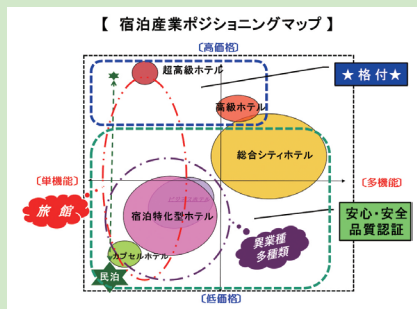 【 宿泊産業ポジショニングマップ 】
〔高価格〕
超高級ホテル
★ 格付 ★
高級ホテル
総合シティホテル
〔単機能〕
〔多機能〕
旅館
宿泊特化型ホテル
安心・安全
品質認証
異業種
多種類
カプセルホテル
民泊
〔低価格〕